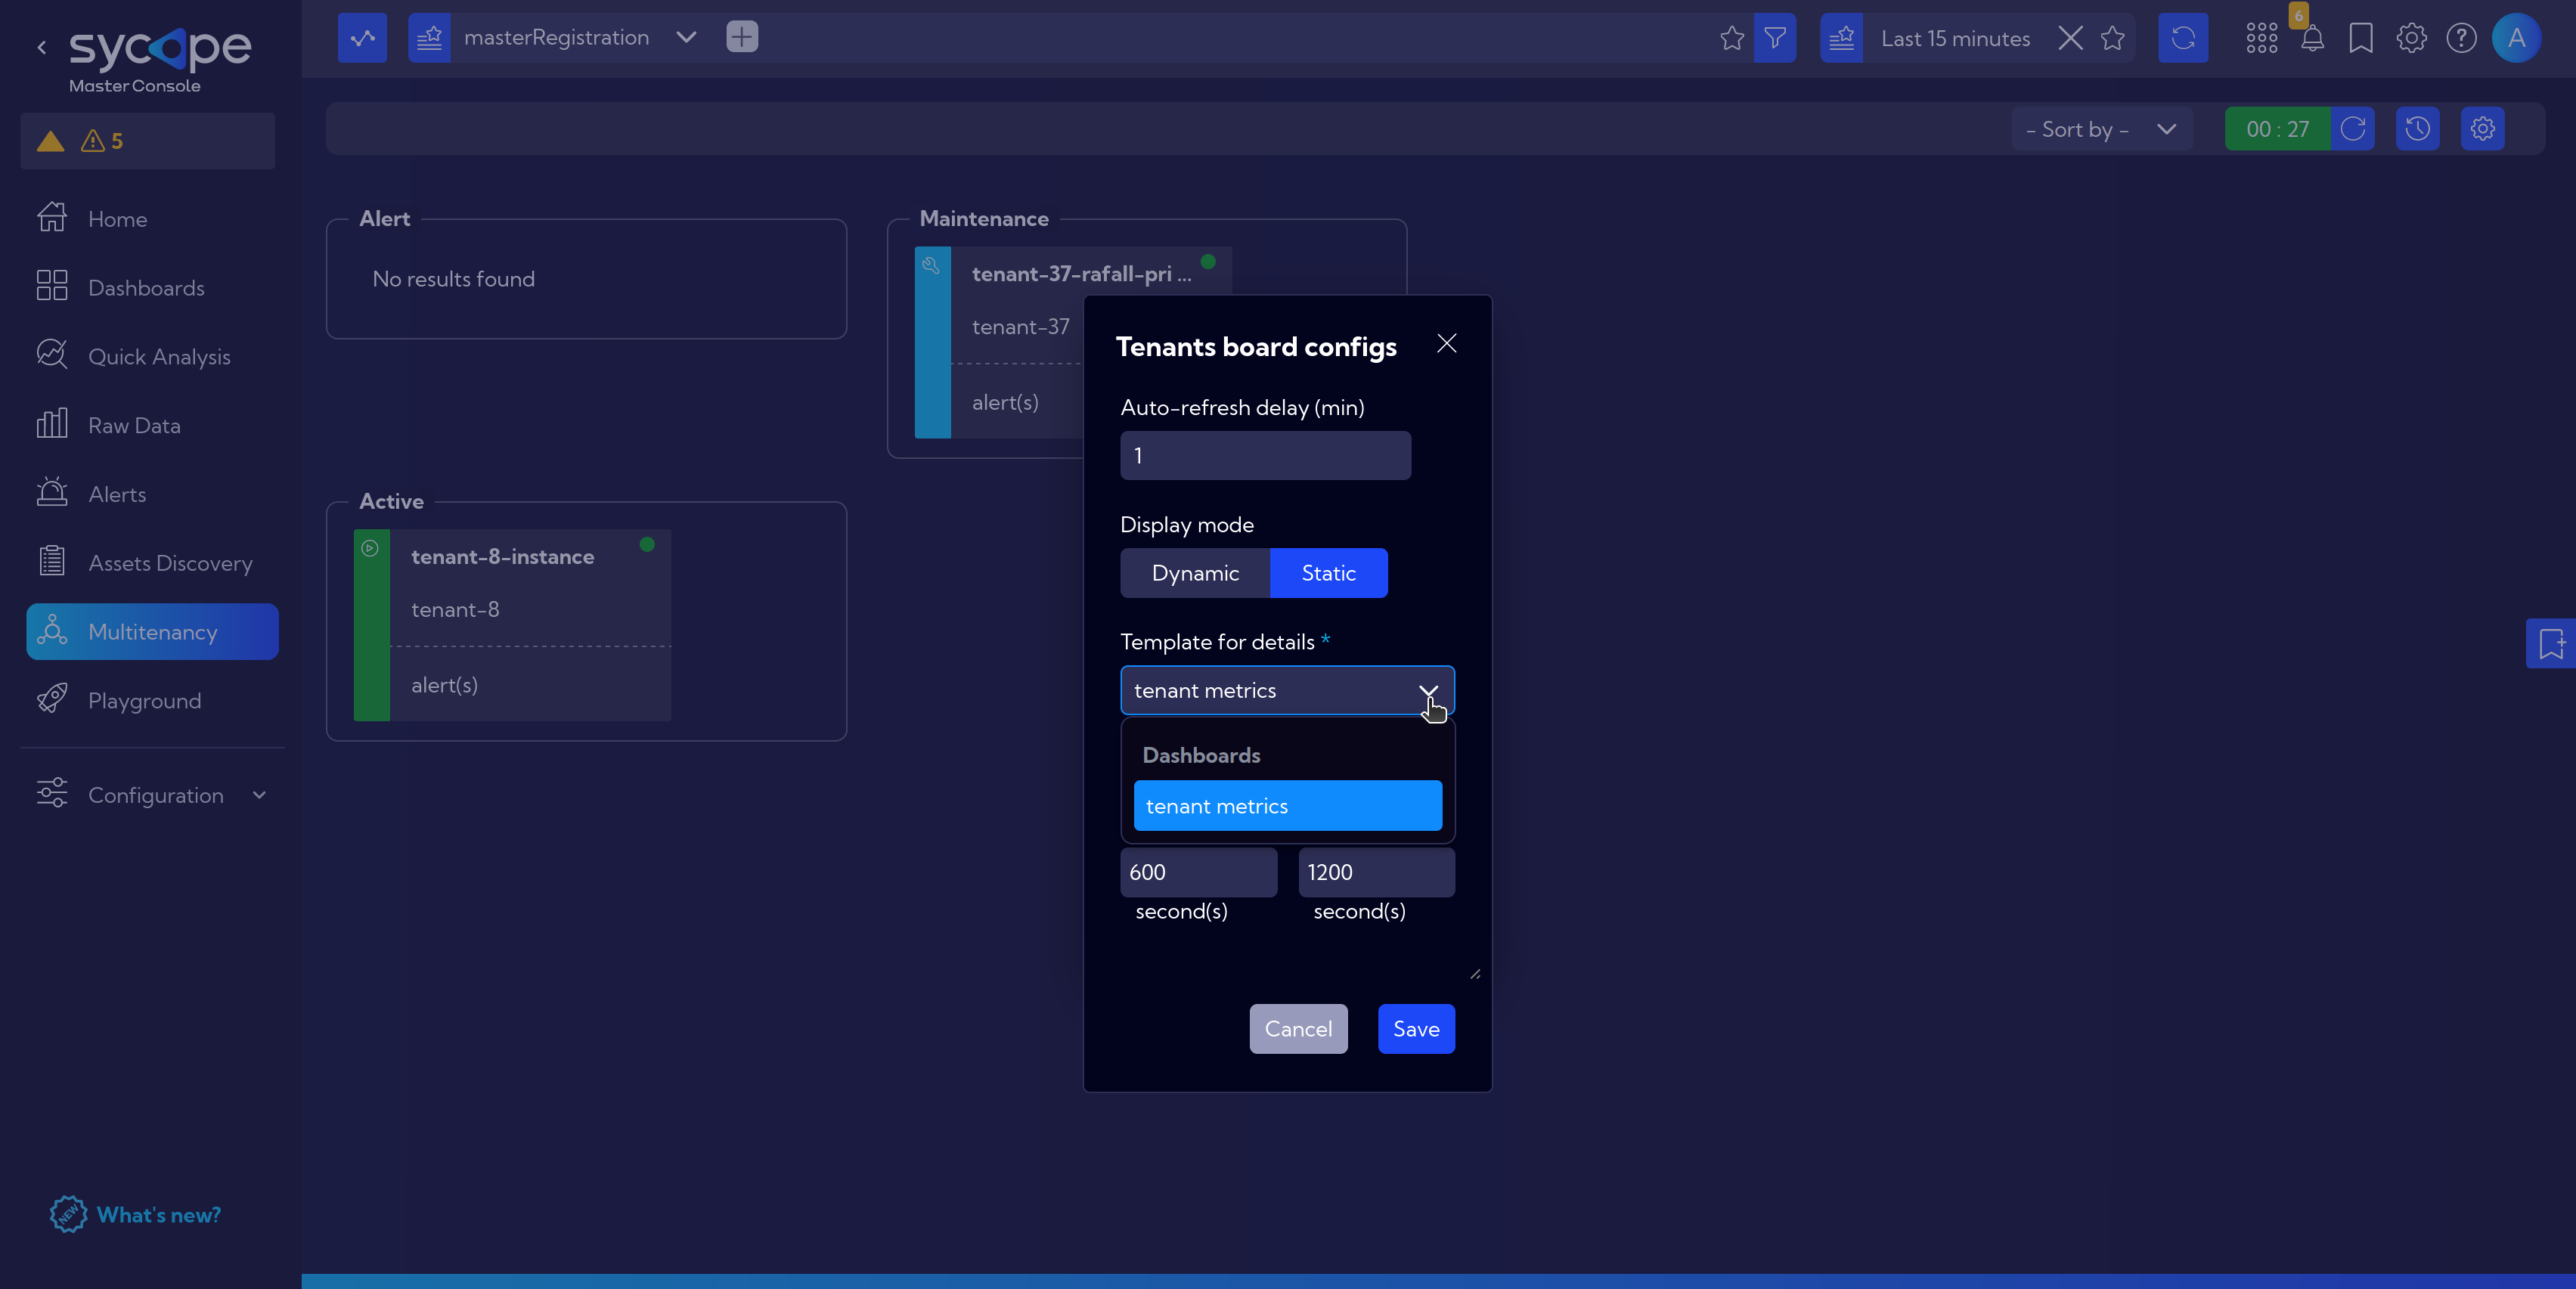 sycope
Master Console
5
Home
Dashboards
Quick Analysis
Raw Data
Alerts
Assets Discovery
Multitenancy
Playground
Configuration
NEW
What's new?
masterRegistration
Last 15 minutes
6
A
- Sort by -
00 : 27
Alert
No results found
Maintenance
tenant-37-rafall-pri ...
tenant-37
alert(s)
Active
tenant-8-instance
tenant-8
alert(s)
Tenants board configs
Auto-refresh delay (min)
1
Display mode
Dynamic Static
Template for details *
tenant metrics
Dashboards
tenant metrics
600 1200
second(s) second(s)
Cancel Save